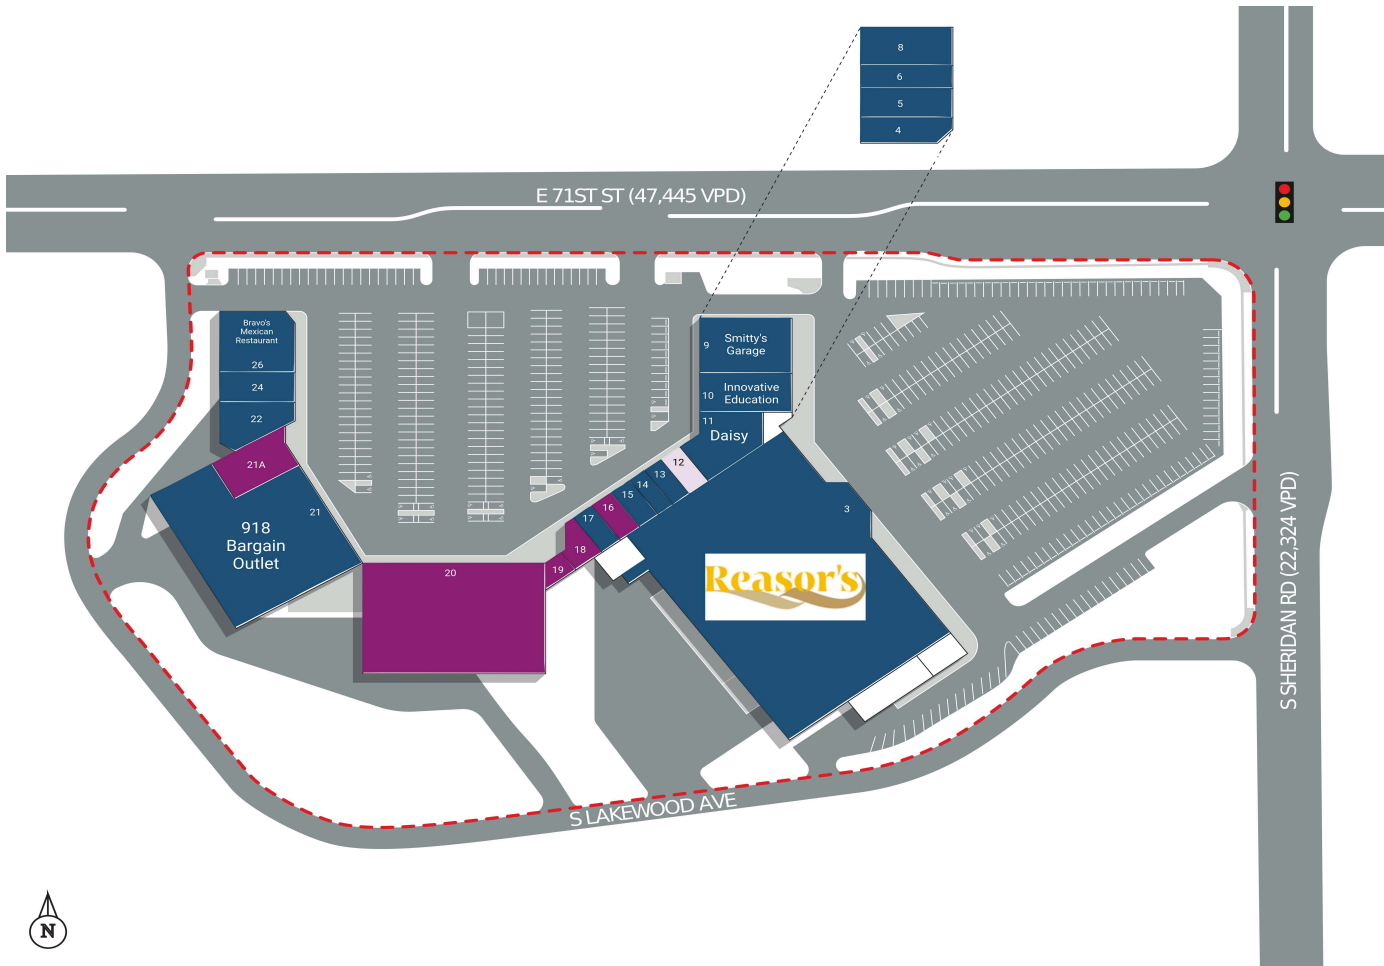 8
6
5
4
E 71ST ST (47,445 VPD)
Bravo's
Mexican
Restaurant
26
24
22
21A
21
918
Bargain
Outlet
20
19
18
17
16
15
14
13
12
9
Smitty's
Garage
10
Innovative
Education
11
Daisy
3
Reasor's
S SHERIDAN RD (22,324 VPD)
S LAKEWOOD AVE
N